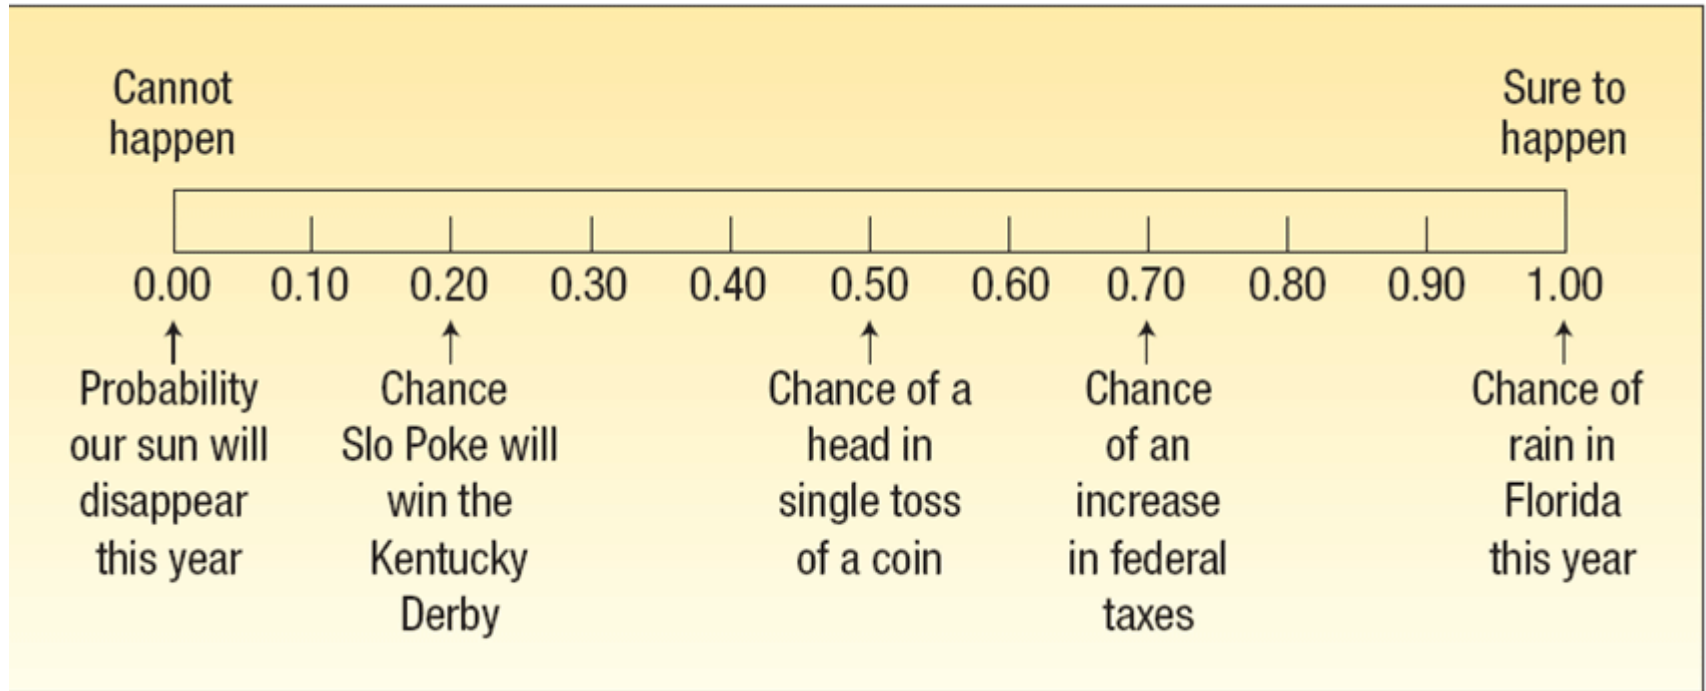 Cannot
happen
Sure to
happen
0.00 0.10 0.20 0.30 0.40 0.50 0.60 0.70 0.80 0.90 1.00
Probability
our sun will
disappear
this year
Chance
Slo Poke will
win the
Kentucky
Derby
Chance of a
head in
single toss
of a coin
Chance
of an
increase
in federal
taxes
Chance of
rain in
Florida
this year